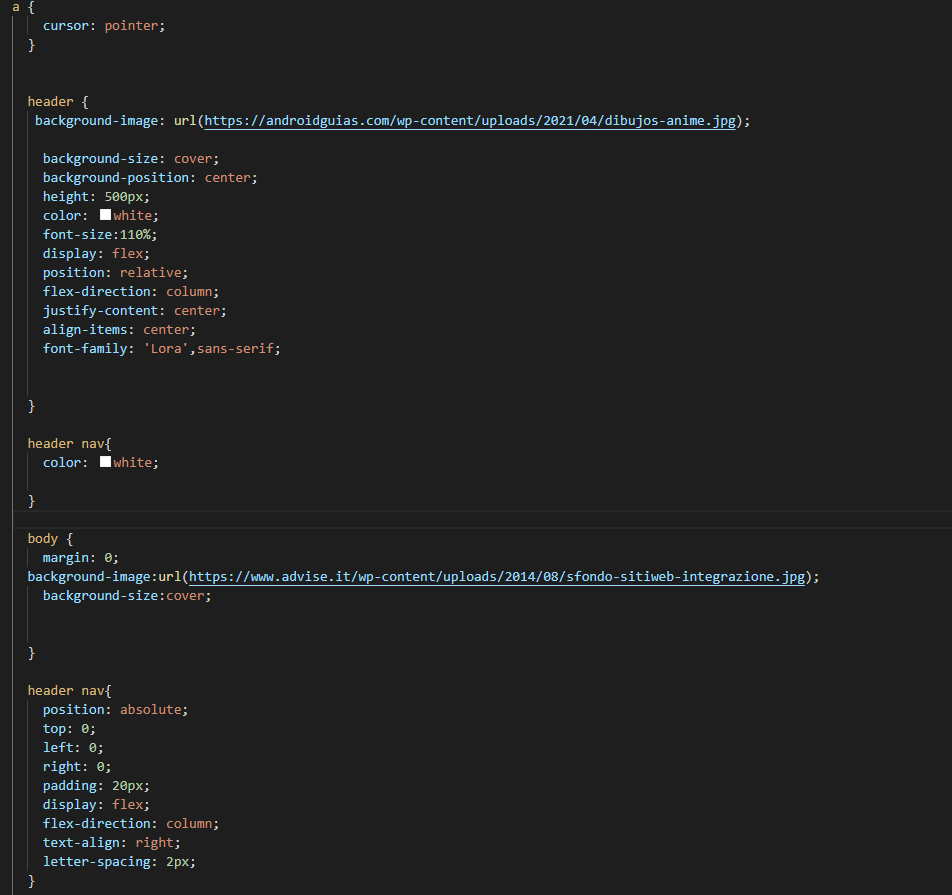 a {
cursor: pointer;
}
header {
background-image: url(https://androidguias.com/wp-content/uploads/2021/04/dibujos-anime.jpg);
background-size: cover;
background-position: center;
height: 500px;
color: white;
font-size:110%;
display: flex;
position: relative;
flex-direction: column;
justify-content: center;
align-items: center;
font-family: 'Lora',sans-serif;
}
header nav{
color: white;
}
body {
margin: 0;
background-image:url(https://www.advise.it/wp-content/uploads/2014/08/sfondo-sitiweb-integrazione.jpg);
background-size:cover;
}
header nav{
position: absolute;
top: 0;
left: 0;
right: 0;
padding: 20px;
display: flex;
flex-direction: column;
text-align: right;
letter-spacing: 2px;
}